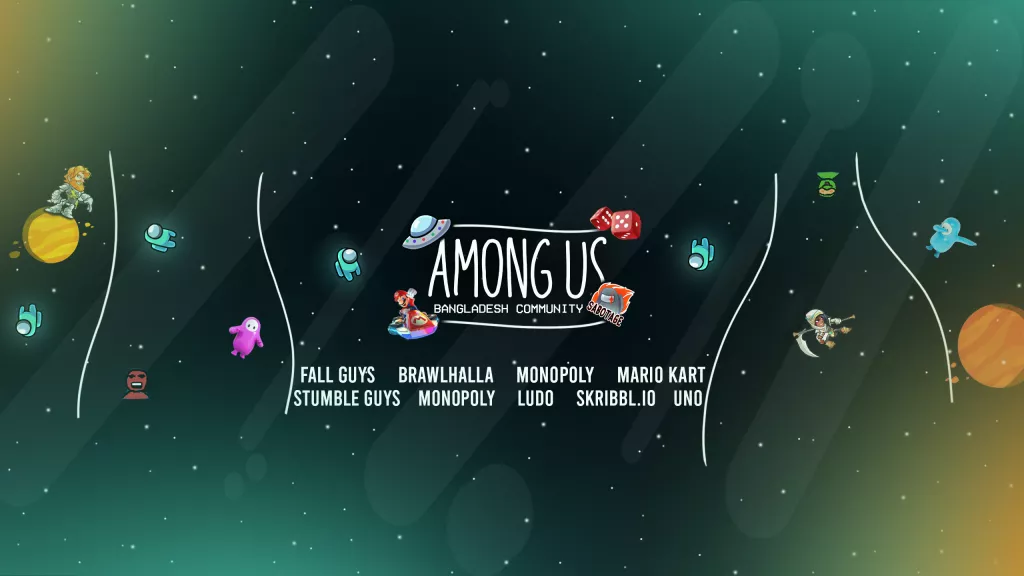 AMONG US
BANGLADESH COMMUNITY
SABOTAGE
FALL GUYS BRAWLHALLA MONOPOLY MARIO KART
STUMBLE GUYS MONOPOLY LUDO SKRIBBL.IO UNO